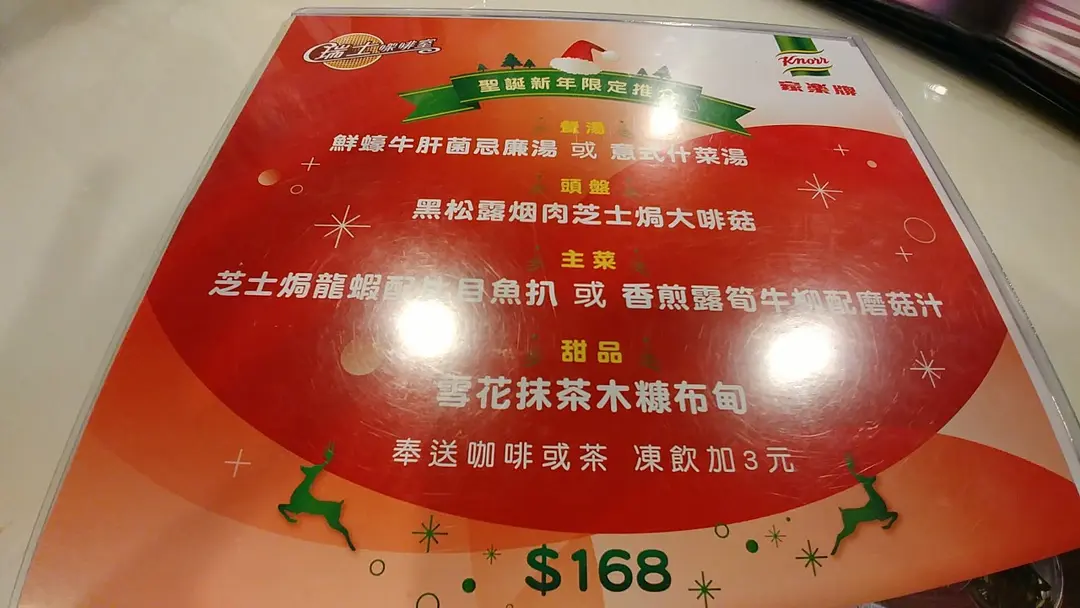 瑞士咖啡室
Knorr
家樂牌
聖誕新年限定推
餐湯
鮮蠔牛肝菌忌廉湯 或 意式什菜湯
頭盤
黑松露烟肉芝士焗大啡菇
主菜
芝士焗龍蝦配 目魚扒 或 香煎露筍牛柳配磨菇汁
甜品
雪花抹茶木糠布甸
奉送咖啡或茶 凍飲加3元
$168